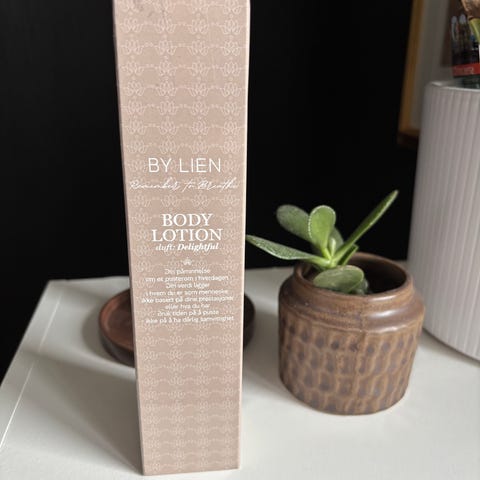 BY LIEN
Remember to Breathe
BODY
LOTION
duft: Delightful
Din påminnelse
om et pusterom i hverdagen
Din verdi ligger
i hvem du er som menneske
ikke basert på dine prestasjoner
eller hva du har
Bruk tiden på å puste
ikke på å ha dårlig samvittighet